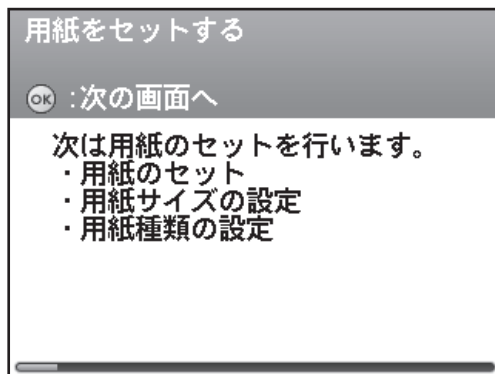 用紙をセットする
OK :次の画面へ
次は用紙のセットを行います。
・用紙のセット
・用紙サイズの設定
・用紙種類の設定